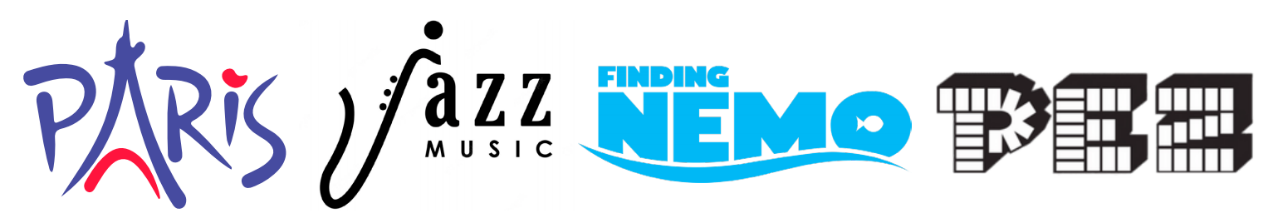 PARiS
jazz
MUSIC
FINDING
NEMO
PEZ